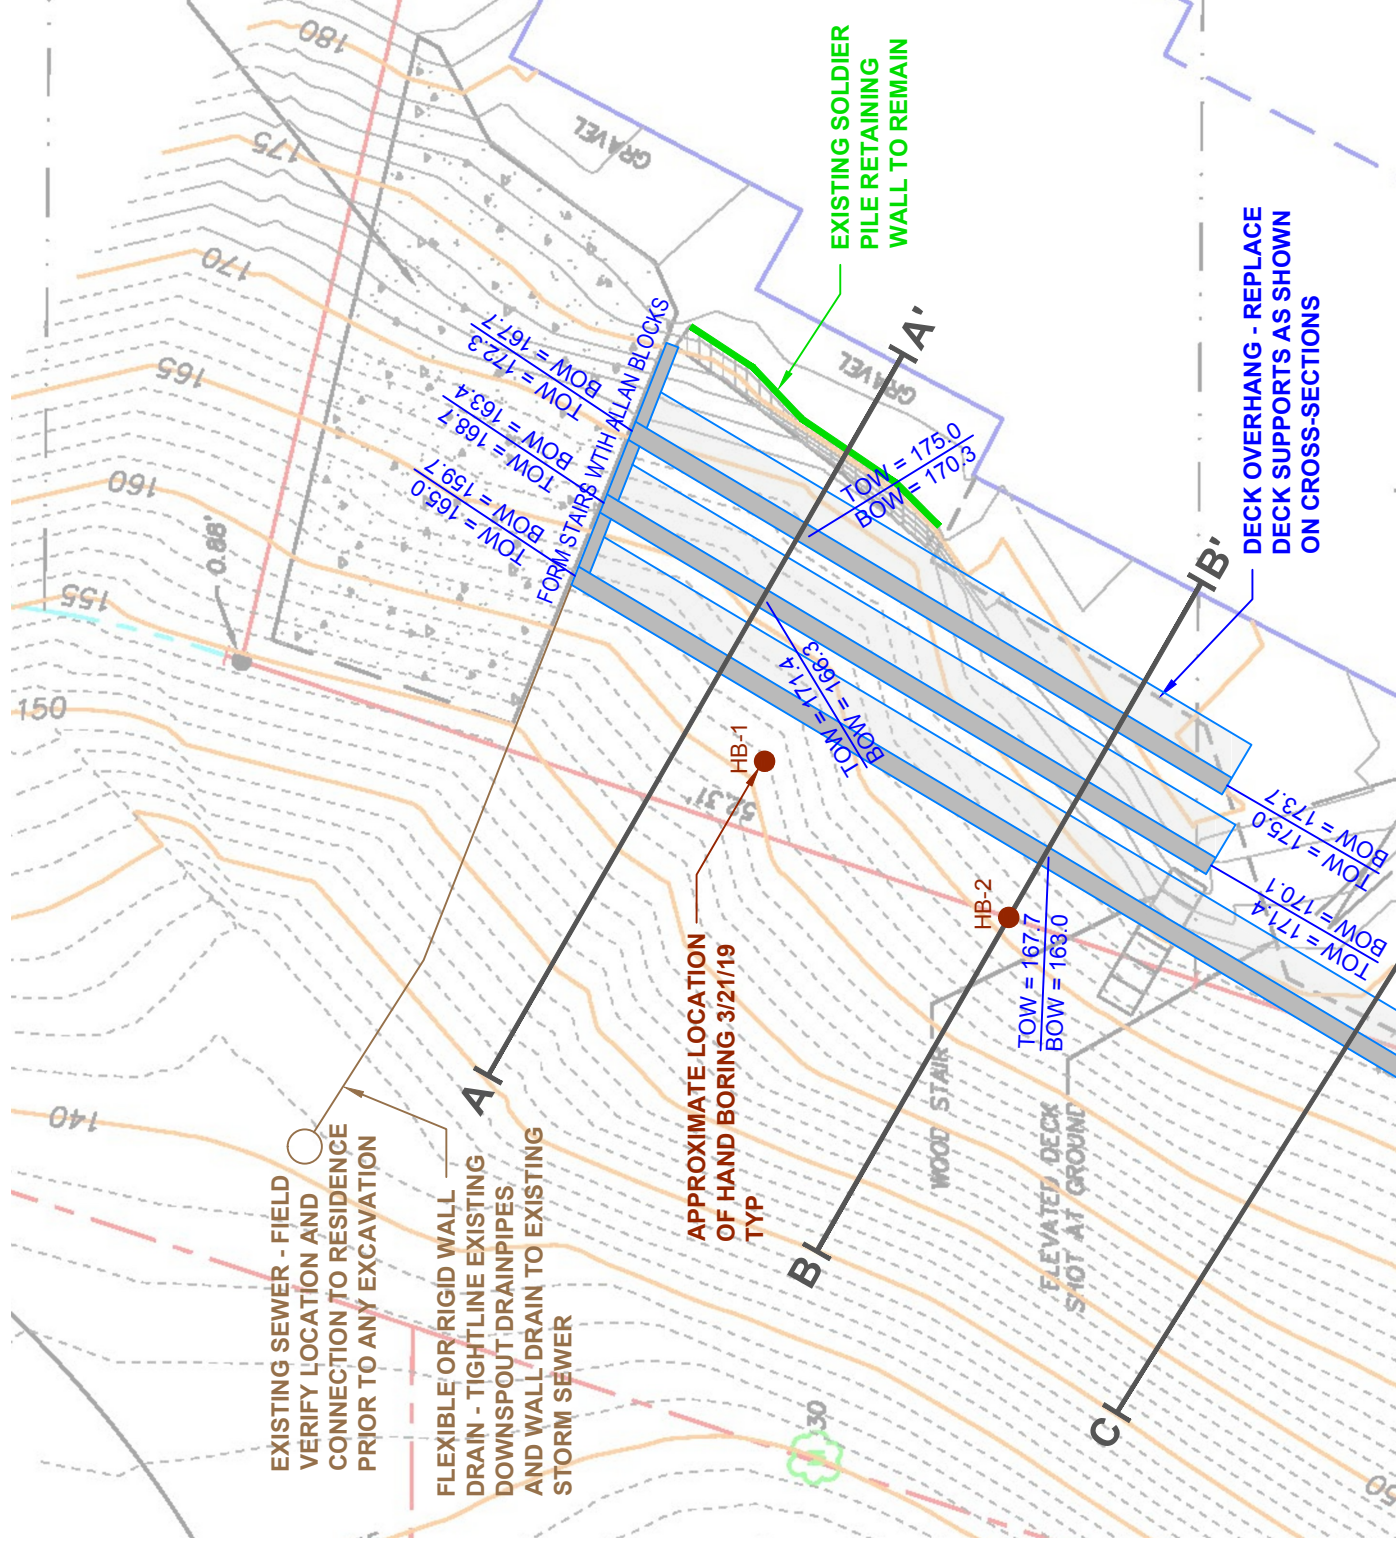 180
175
170
165
160
155
150
140
0.88'
GRAVEL
EXISTING SOLDIER
PILE RETAINING
WALL TO REMAIN
TOW = 172.3
BOW = 167.7
TOW = 168.7
BOW = 163.4
TOW = 165.0
BOW = 159.7
FORM STAIRS WTH ALLAN BLOCKS
A'
GRAVEL
TOW = 175.0
BOW = 170.3
DECK OVERHANG - REPLACE
DECK SUPPORTS AS SHOWN
ON CROSS-SECTIONS
B'
TOW = 171.4
BOW = 166.3
HB-1
52.31'
HB-2
TOW = 167.7
BOW = 163.0
TOW = 175.0
BOW = 173.7
TOW = 171.4
BOW = 170.1
APPROXIMATE LOCATION
OF HAND BORING 3/21/19
TYP
A
WOOD STAIR
ELEVATED DECK
SHOT AT GROUND
EXISTING SEWER - FIELD
VERIFY LOCATION AND
CONNECTION TO RESIDENCE
PRIOR TO ANY EXCAVATION
FLEXIBLE OR RIGID WALL
DRAIN - TIGHTLINE EXISTING
DOWNSPOUT DRAINPIPES
AND WALL DRAIN TO EXISTING
STORM SEWER
B
C
30